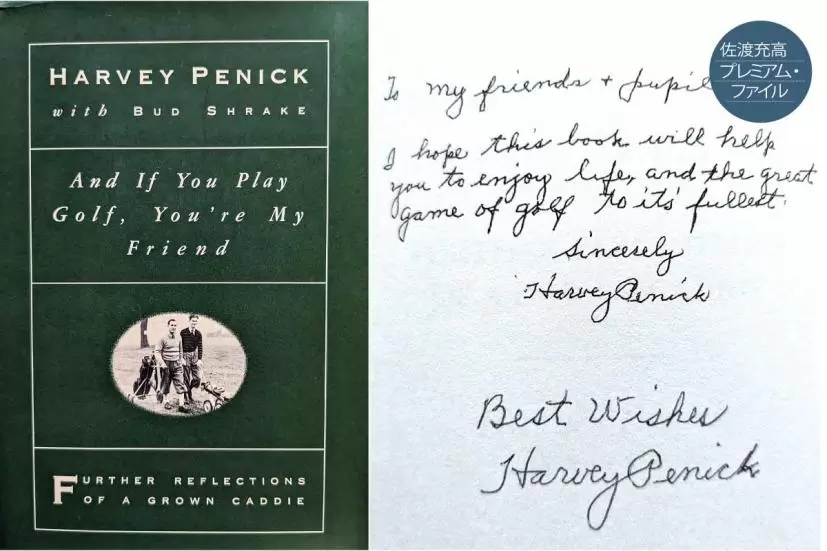 HARVEY PENICK
with BUD SHRAKE
And If You Play
Golf, You're My
Friend
FURTHER REFLECTIONS
OF A GROWN CADDIE
佐渡充高
プレミアム・
ファイル
To my friends + pupil
I hope this book will help
you to enjoy life, and the great
game of golf to it's fullest.
Sincerely
Harvey Penick
Best Wishes
Harvey Penick